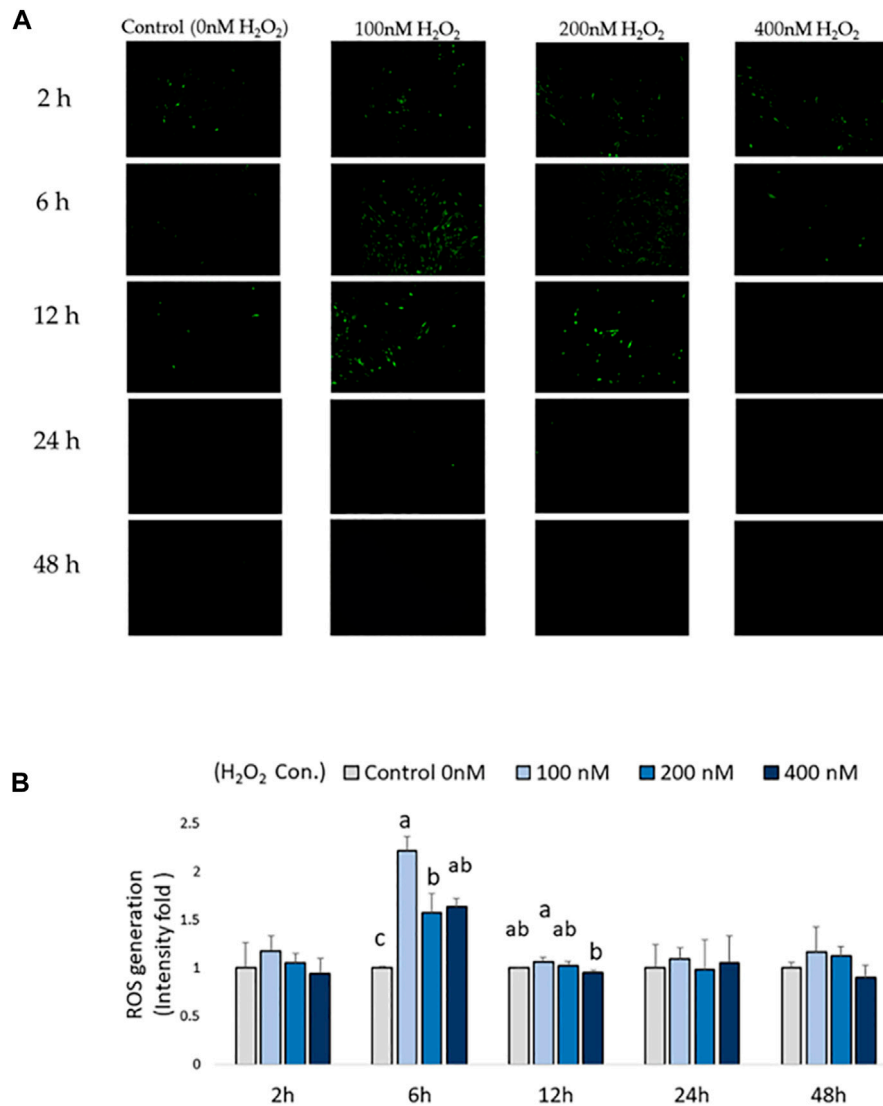 A
Control (0nM H₂O₂) 100nM H₂O₂ 200nM H₂O₂ 400nM H₂O₂
2 h
6 h
12 h
24 h
48 h
B
(H₂O₂ Con.) Control 0nM 100 nM 200 nM 400 nM
ROS generation
(Intensity fold)
2.5
2
1.5
1
0.5
0
c a b ab
ab a ab b
2h 6h 12h 24h 48h